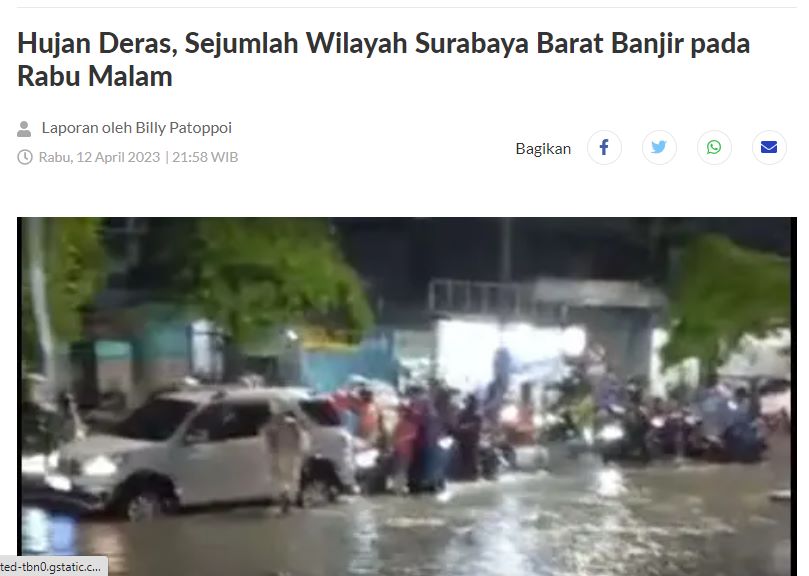 Hujan Deras, Sejumlah Wilayah Surabaya Barat Banjir pada
Rabu Malam
Laporan oleh Billy Patoppoi
Rabu, 12 April 2023 | 21:58 WIB
Bagikan
ted-tbn0.gstatic.c...